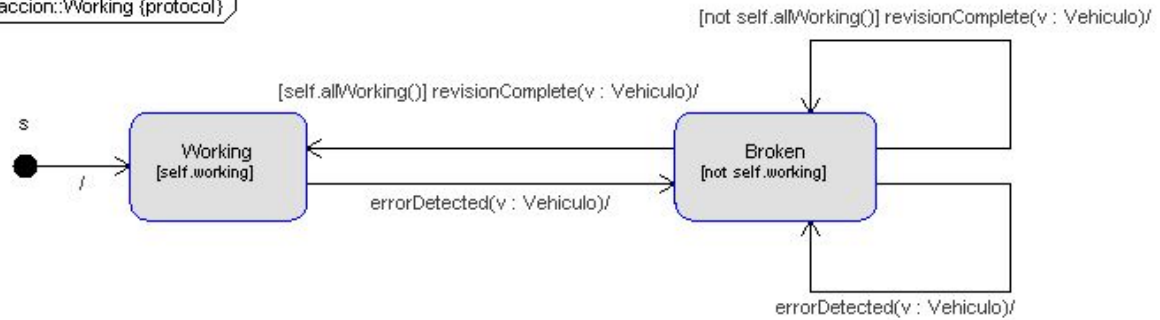 accion::Working {protocol}
[not self.allWorking()] revisionComplete(v : Vehiculo)/
[self.allWorking()] revisionComplete(v : Vehiculo)/
s
/
Working
[self.working]
Broken
[not self.working]
errorDetected(v : Vehiculo)/
errorDetected(v : Vehiculo)/